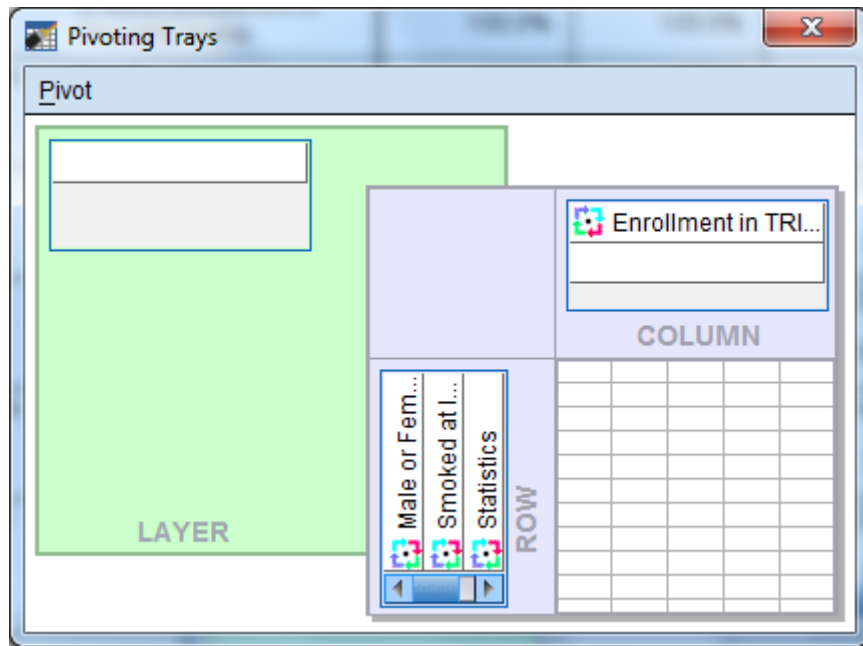 Pivoting Trays
Pivot
Enrollment in TRI...
COLUMN
Male or Fem...
Smoked at l...
Statistics
ROW
LAYER